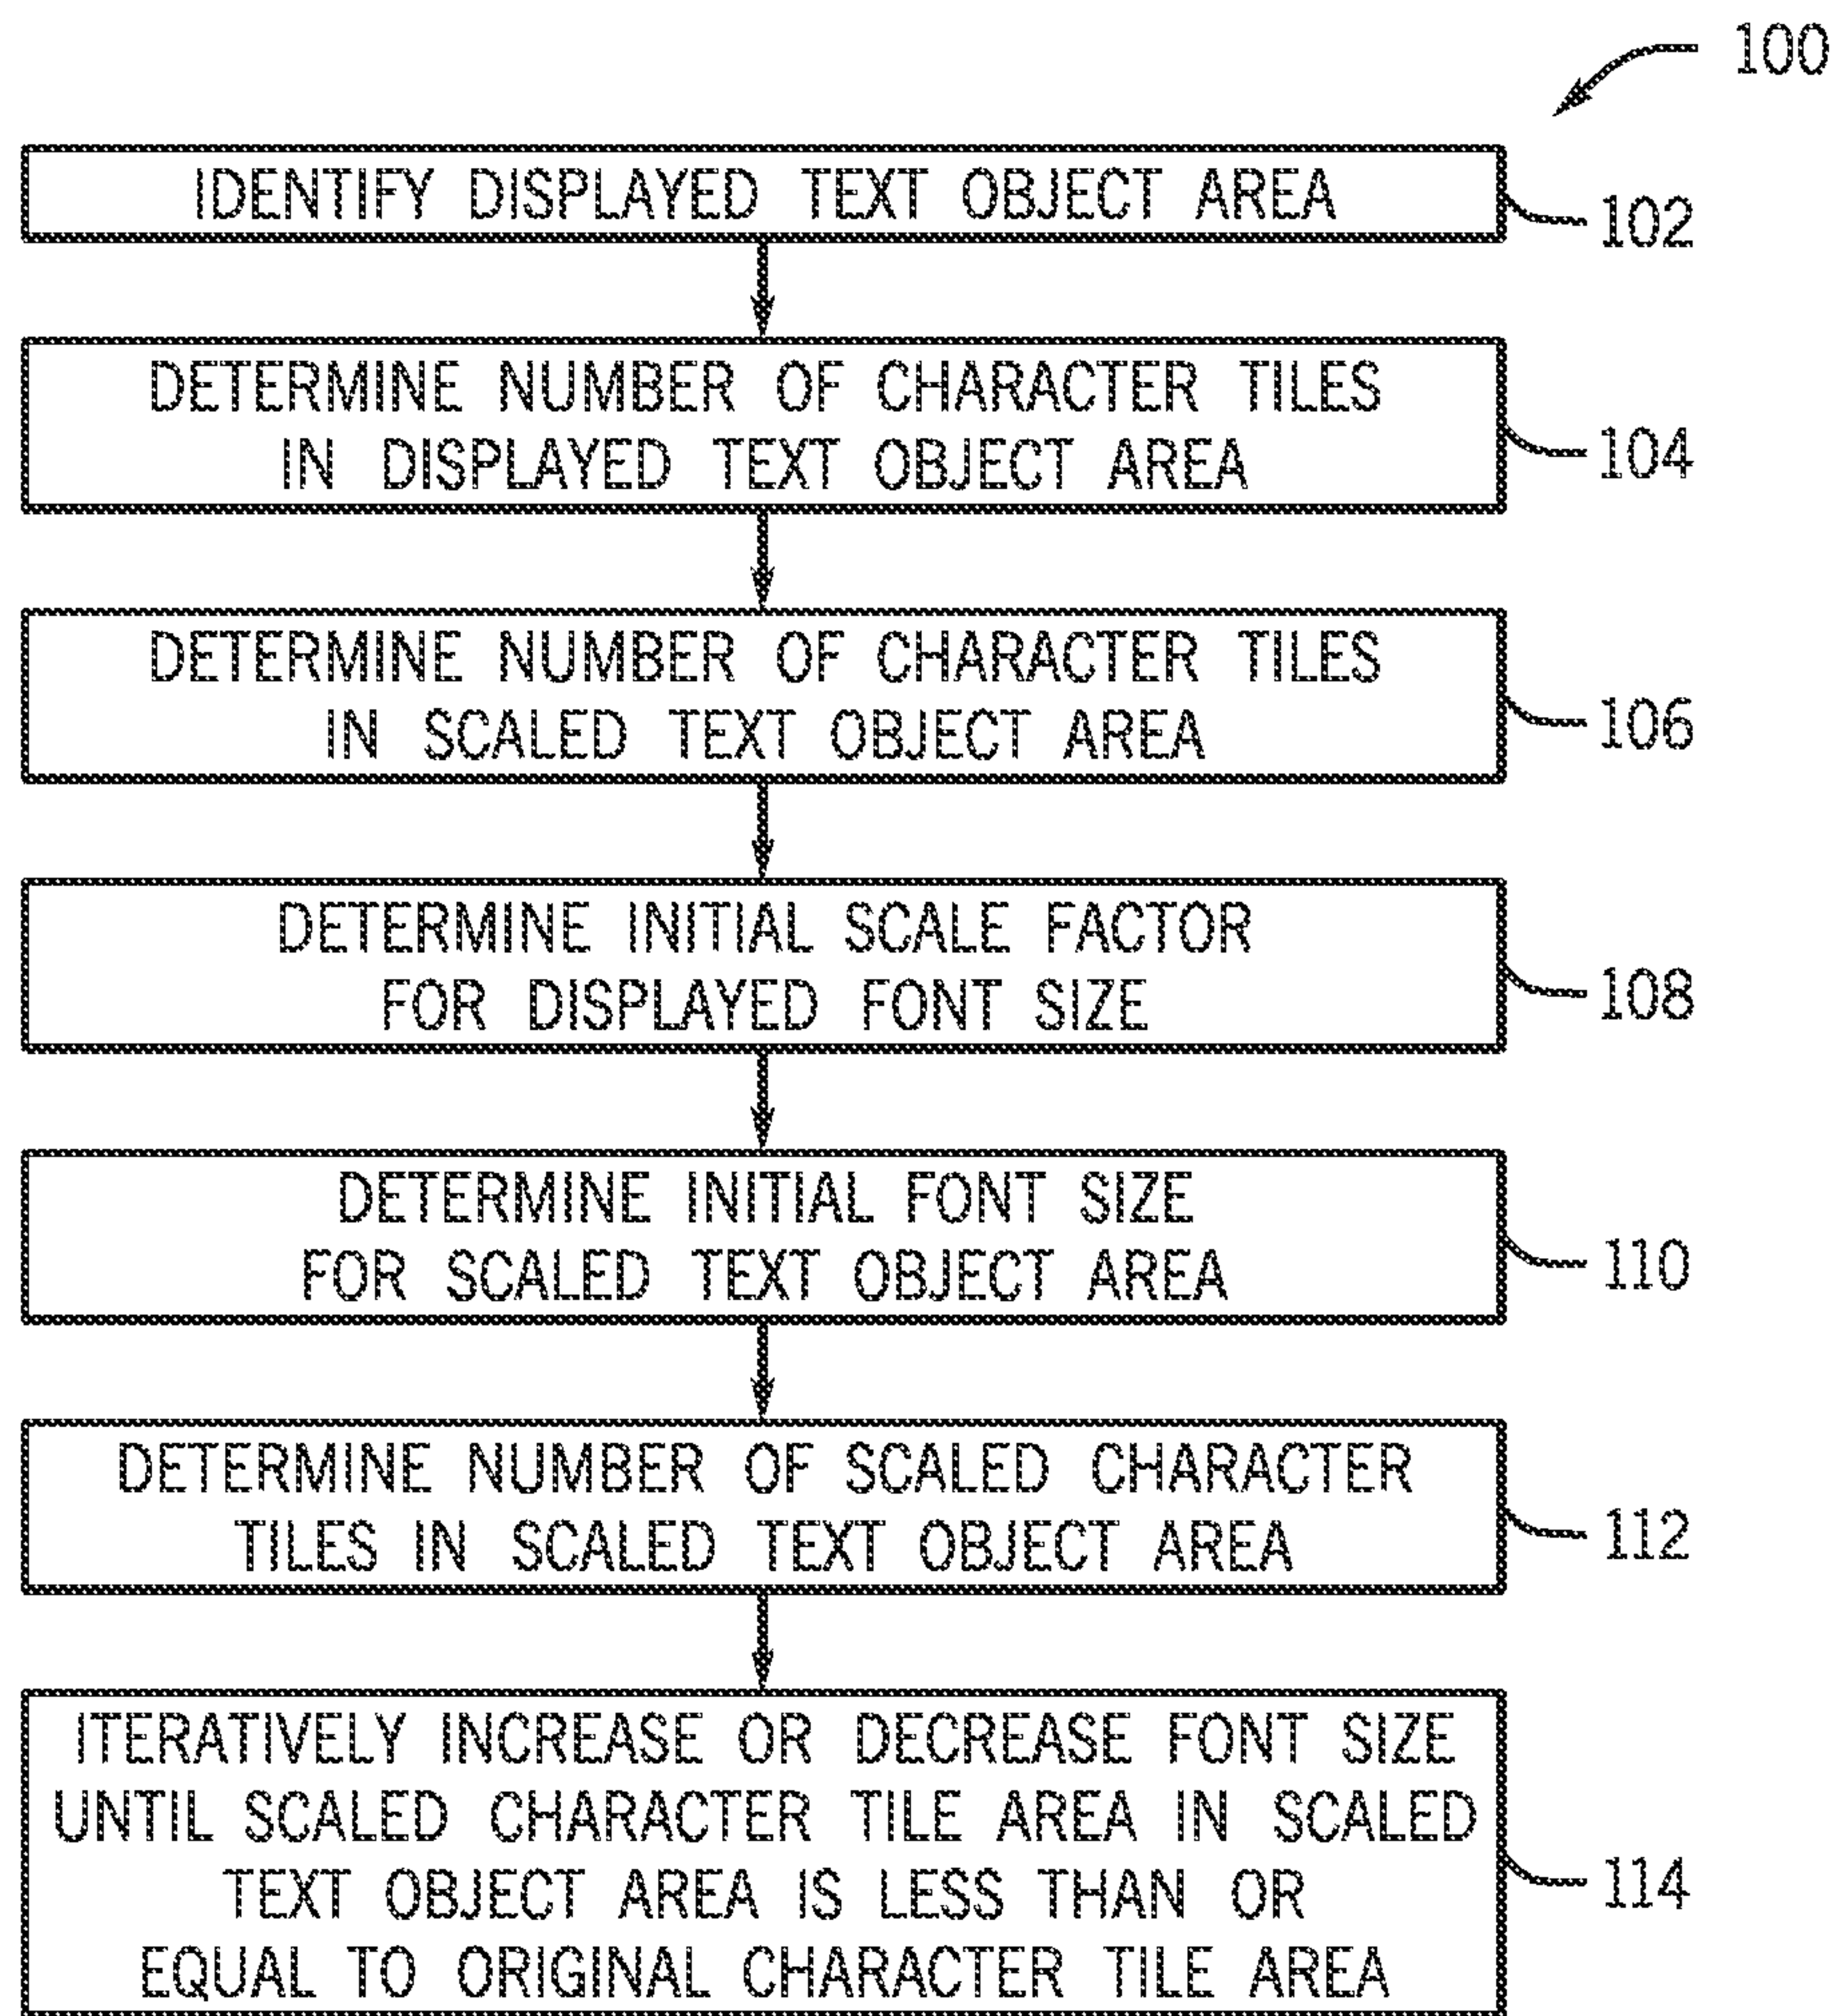 100
IDENTIFY DISPLAYED TEXT OBJECT AREA
102
DETERMINE NUMBER OF CHARACTER TILES
IN DISPLAYED TEXT OBJECT AREA
104
DETERMINE NUMBER OF CHARACTER TILES
IN SCALED TEXT OBJECT AREA
106
DETERMINE INITIAL SCALE FACTOR
FOR DISPLAYED FONT SIZE
108
DETERMINE INITIAL FONT SIZE
FOR SCALED TEXT OBJECT AREA
110
DETERMINE NUMBER OF SCALED CHARACTER
TILES IN SCALED TEXT OBJECT AREA
112
ITERATIVELY INCREASE OR DECREASE FONT SIZE
UNTIL SCALED CHARACTER TILE AREA IN SCALED
TEXT OBJECT AREA IS LESS THAN OR
EQUAL TO ORIGINAL CHARACTER TILE AREA
114